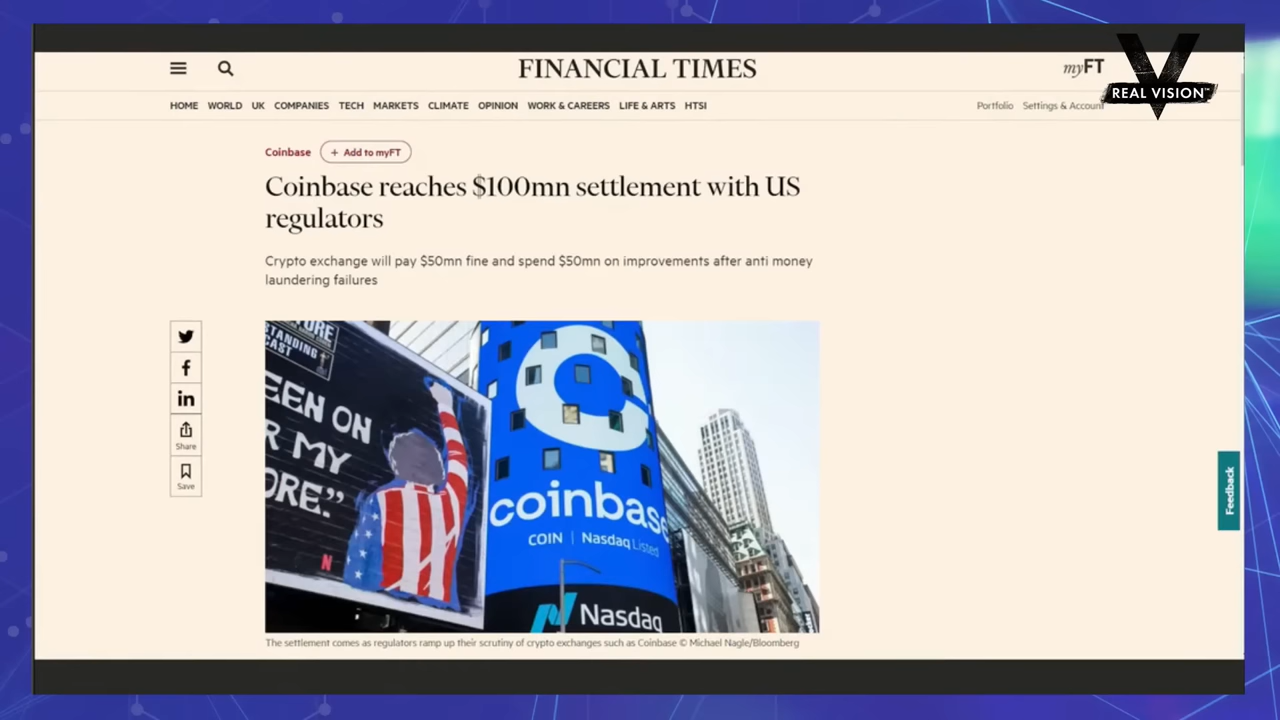 FINANCIAL TIMES
myFT
REAL VISION™
HOME WORLD UK COMPANIES TECH MARKETS CLIMATE OPINION WORK & CAREERS LIFE & ARTS HTSI
Portfolio Settings & Account
Coinbase + Add to myFT
Coinbase reaches $100mn settlement with US
regulators
Crypto exchange will pay $50mn fine and spend $50mn on improvements after anti money
laundering failures
Share
Save
STANDING
CAST
EEN ON
R MY
ORE.”
N
coinbase
COIN | Nasdaq Listed
Nasdaq
Feedback
The settlement comes as regulators ramp up their scrutiny of crypto exchanges such as Coinbase © Michael Nagle/Bloomberg